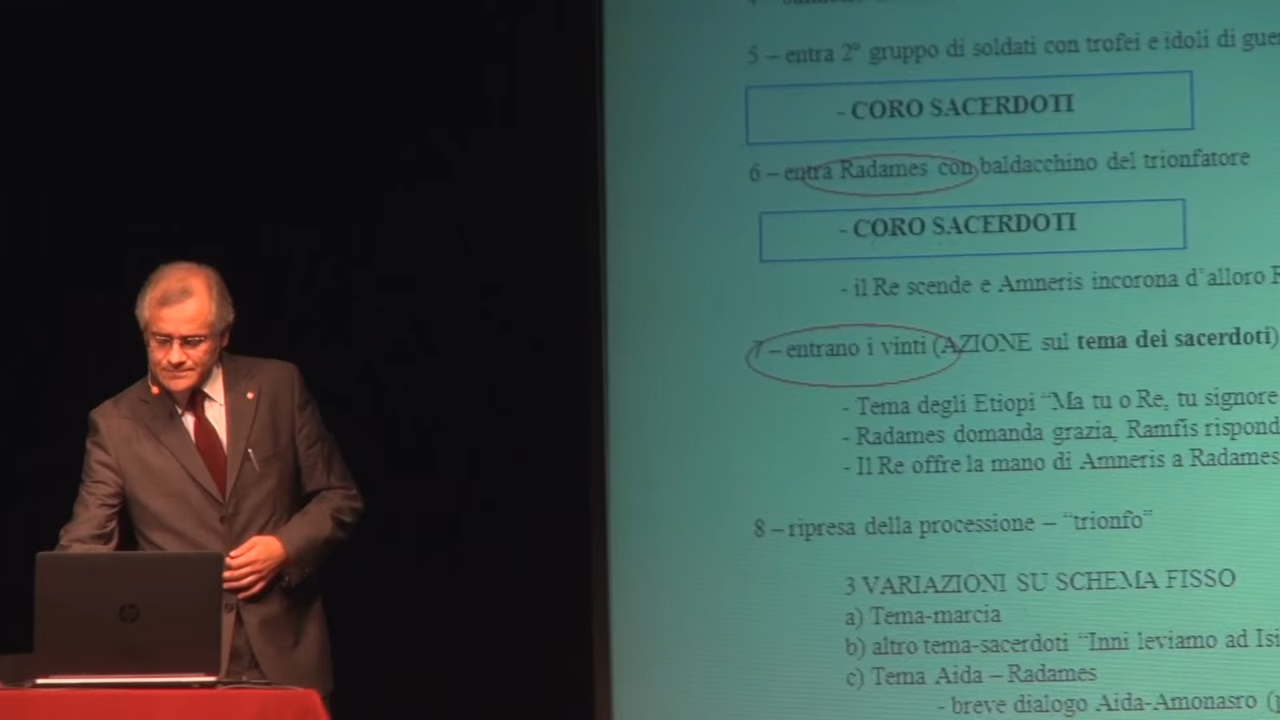 5 – entra 2° gruppo di soldati con trofei e idoli di
- CORO SACERDOTI
6 – entra Radames con baldacchino del trionfatore
- CORO SACERDOTI
- il Re scende e Amneris incorona d'alloro
7 – entrano i vinti (AZIONE sul tema dei sacerdoti)
- Tema degli Etiopi "Ma tu o Re, tu signore
- Radames domanda grazia, Ramfis
- Il Re offre la mano di Amneris a Radames
8 – ripresa della processione – "trionfo"
3 VARIAZIONI SU SCHEMA FISSO
a) Tema-marcia
b) altro tema-sacerdoti "Inni leviamo ad
c) Tema Aida – Radames
- breve dialogo Aida-Amonasro
hp